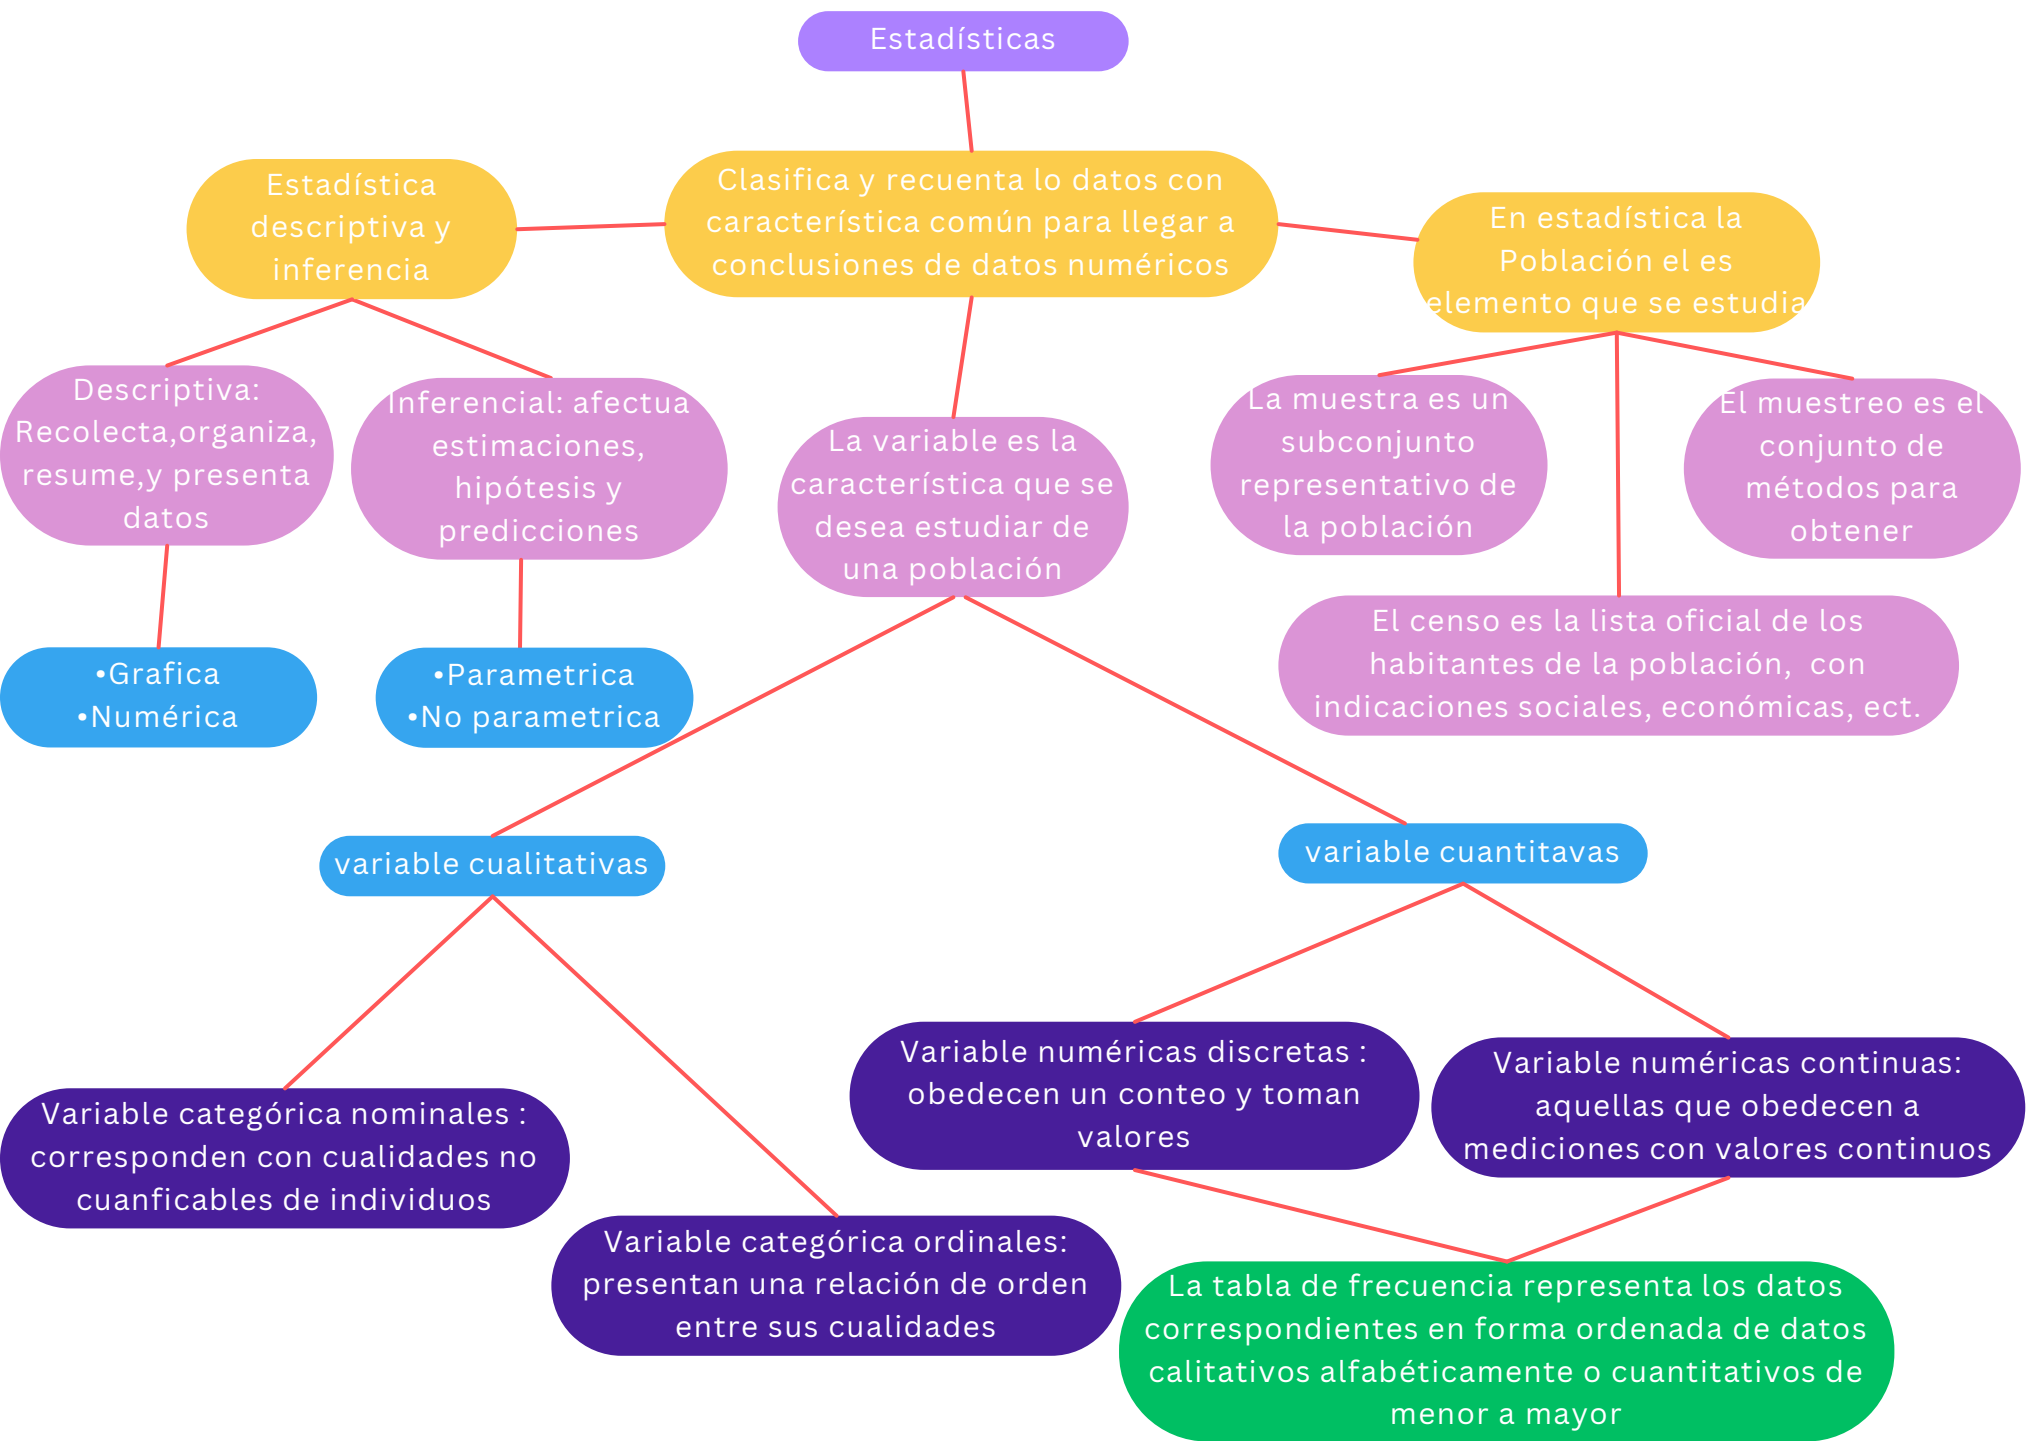 Estadísticas
Estadística
descriptiva y
inferencia
Clasifica y recuenta lo datos con
característica común para llegar a
conclusiones de datos numéricos
En estadística la
Población el es
elemento que se estudia
Descriptiva:
Recolecta,organiza,
resume,y presenta
datos
Inferencial: afectua
estimaciones,
hipótesis y
predicciones
La variable es la
característica que se
desea estudiar de
una población
La muestra es un
subconjunto
representativo de
la población
El muestreo es el
conjunto de
métodos para
obtener
El censo es la lista oficial de los
habitantes de la población,  con
indicaciones sociales, económicas, ect.
•Grafica
•Numérica
•Parametrica
•No parametrica
variable cualitativas
variable cuantitavas
Variable categórica nominales :
corresponden con cualidades no
cuanficables de individuos
Variable categórica ordinales:
presentan una relación de orden
entre sus cualidades
Variable numéricas discretas :
obedecen un conteo y toman
valores
Variable numéricas continuas:
aquellas que obedecen a
mediciones con valores continuos
La tabla de frecuencia representa los datos
correspondientes en forma ordenada de datos
calitativos alfabéticamente o cuantitativos de
menor a mayor